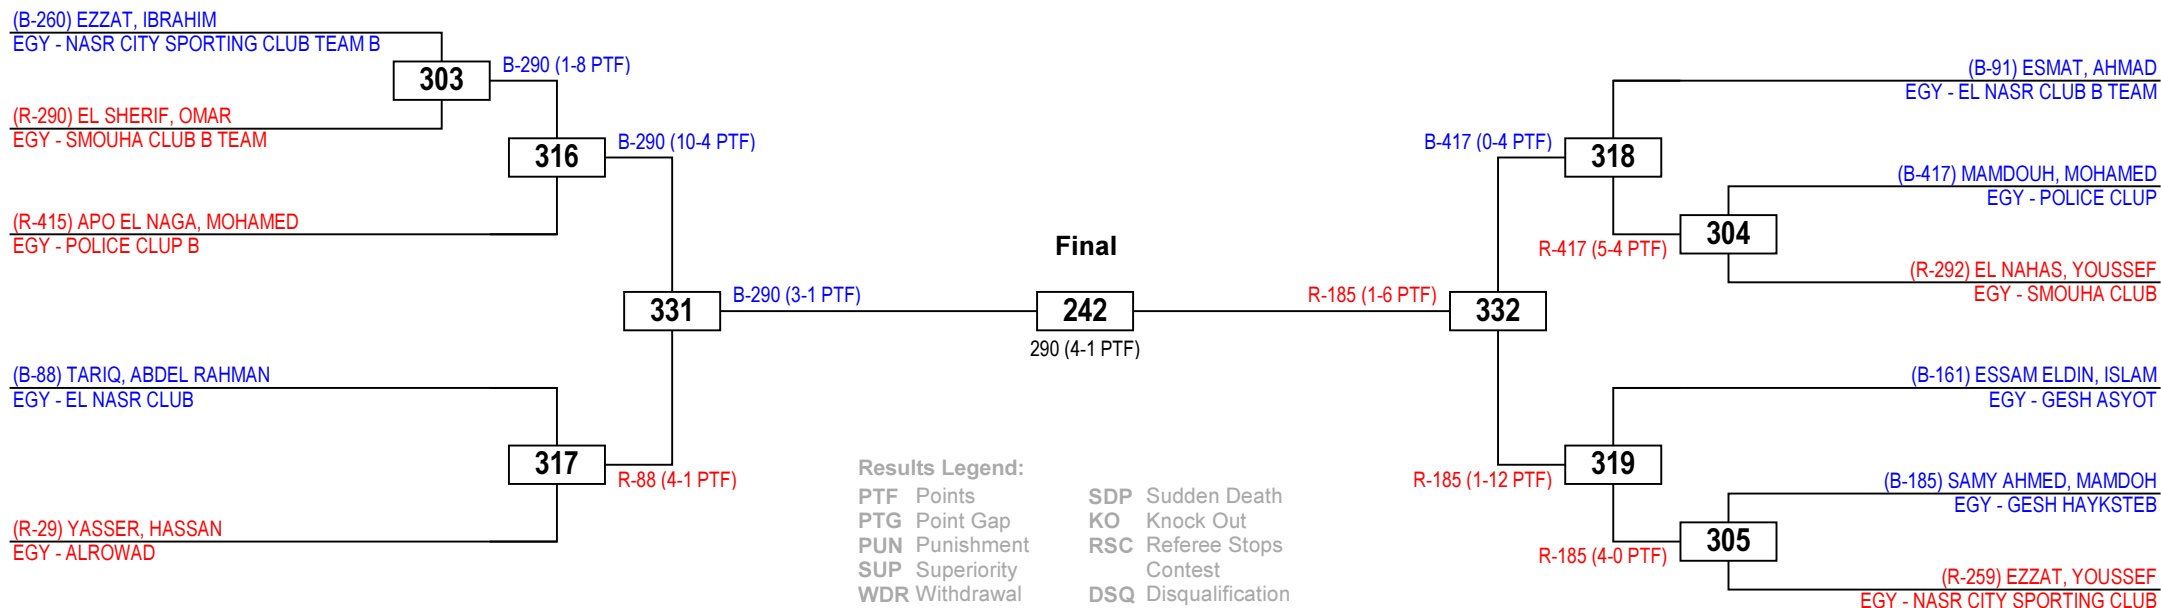 (B-260) EZZAT, IBRAHIM
EGY - NASR CITY SPORTING CLUB TEAM B
303
B-290 (1-8 PTF)
(R-290) EL SHERIF, OMAR
EGY - SMOUHA CLUB B TEAM
316
B-290 (10-4 PTF)
(R-415) APO EL NAGA, MOHAMED
EGY - POLICE CLUP B
331
B-290 (3-1 PTF)
(B-88) TARIQ, ABDEL RAHMAN
EGY - EL NASR CLUB
317
R-88 (4-1 PTF)
(R-29) YASSER, HASSAN
EGY - ALROWAD
Final
242
290 (4-1 PTF)
(B-91) ESMAT, AHMAD
EGY - EL NASR CLUB B TEAM
B-417 (0-4 PTF)
318
(B-417) MAMDOUH, MOHAMED
EGY - POLICE CLUP
R-417 (5-4 PTF)
304
(R-292) EL NAHAS, YOUSSEF
EGY - SMOUHA CLUB
R-185 (1-6 PTF)
332
(B-161) ESSAM ELDIN, ISLAM
EGY - GESH ASYOT
R-185 (1-12 PTF)
319
(B-185) SAMY AHMED, MAMDOH
EGY - GESH HAYKSTEB
R-185 (4-0 PTF)
305
(R-259) EZZAT, YOUSSEF
EGY - NASR CITY SPORTING CLUB
Results Legend:
PTF Points
PTG Point Gap
PUN Punishment
SUP Superiority
WDR Withdrawal
SDP Sudden Death
KO Knock Out
RSC Referee Stops
Contest
DSQ Disqualification